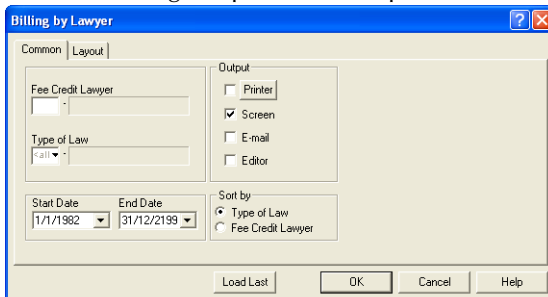 Billing by Lawyer
Common
Layout
Fee Credit Lawyer
-
Type of Law
<all -
Start Date
End Date
1/1/1982
31/12/2199
Output
Printer
Screen
E-mail
Editor
Sort by
Type of Law
Fee Credit Lawyer
Load Last
OK
Cancel
Help